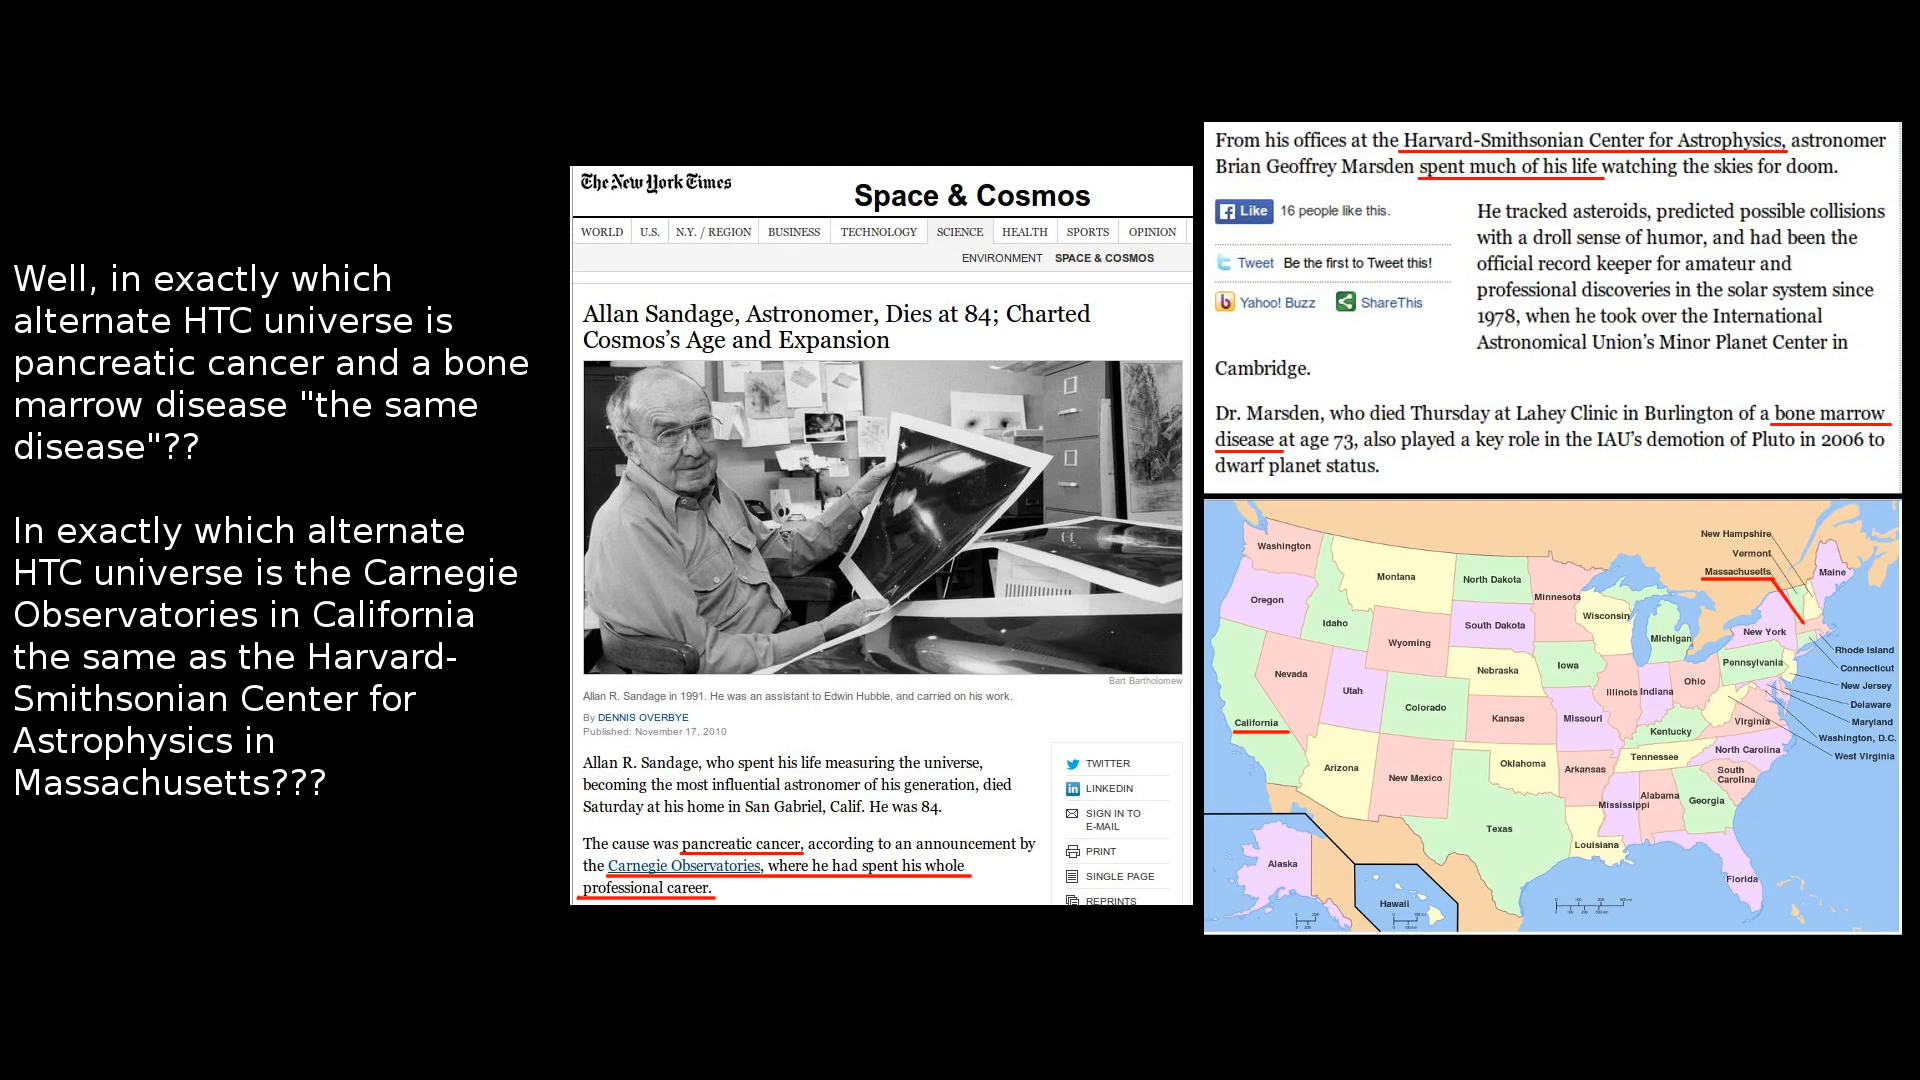 Well, in exactly which
alternate HTC universe is
pancreatic cancer and a bone
marrow disease "the same
disease"??
In exactly which alternate
HTC universe is the Carnegie
Observatories in California
the same as the Harvard-
Smithsonian Center for
Astrophysics in
Massachusetts???
The New York Times
Space & Cosmos
WORLD U.S. N.Y. / REGION BUSINESS TECHNOLOGY SCIENCE HEALTH SPORTS OPINION
ENVIRONMENT SPACE & COSMOS
Allan Sandage, Astronomer, Dies at 84; Charted
Cosmos’s Age and Expansion
Bart Bartholomew
Allan R. Sandage in 1991. He was an assistant to Edwin Hubble, and carried on his work.
By DENNIS OVERBYE
Published: November 17, 2010
Allan R. Sandage, who spent his life measuring the universe,
becoming the most influential astronomer of his generation, died
Saturday at his home in San Gabriel, Calif. He was 84.
The cause was pancreatic cancer, according to an announcement by
the Carnegie Observatories, where he had spent his whole
professional career.
TWITTER
LINKEDIN
SIGN IN TO
E-MAIL
PRINT
SINGLE PAGE
REPRINTS
From his offices at the Harvard-Smithsonian Center for Astrophysics, astronomer
Brian Geoffrey Marsden spent much of his life watching the skies for doom.
Like 16 people like this.
Tweet Be the first to Tweet this!
Yahoo! Buzz ShareThis
He tracked asteroids, predicted possible collisions
with a droll sense of humor, and had been the
official record keeper for amateur and
professional discoveries in the solar system since
1978, when he took over the International
Astronomical Union’s Minor Planet Center in
Cambridge.
Dr. Marsden, who died Thursday at Lahey Clinic in Burlington of a bone marrow
disease at age 73, also played a key role in the IAU’s demotion of Pluto in 2006 to
dwarf planet status.
New Hampshire
Vermont
Massachusetts
Maine
Washington
Montana
North Dakota
Minnesota
Oregon
Idaho
Wisconsin
South Dakota
New York
Michigan
Wyoming
Rhode Island
Pennsylvania
Connecticut
Iowa
Nebraska
Nevada
Ohio
New Jersey
Utah
Illinois
Indiana
Delaware
Colorado
Kansas
Missouri
California
Virginia
Maryland
Kentucky
Washington, D.C.
North Carolina
West Virginia
Tennessee
Oklahoma
Arizona
Arkansas
New Mexico
South
Carolina
Alabama
Georgia
Mississippi
Texas
Louisiana
Alaska
Florida
Hawaii